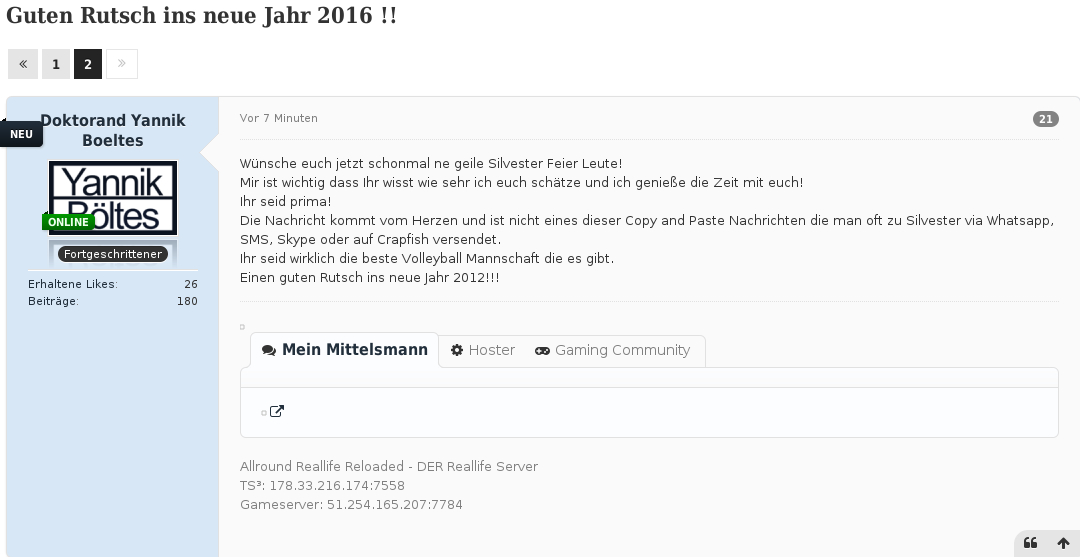 Guten Rutsch ins neue Jahr 2016 !!
« 1 2 »
NEU
Doktorand Yannik
Boeltes
Yannik
Böltes
ONLINE
Fortgeschrittener
Erhaltene Likes: 26
Beiträge: 180
Vor 7 Minuten 21
Wünsche euch jetzt schonmal ne geile Silvester Feier Leute!
Mir ist wichtig dass Ihr wisst wie sehr ich euch schätze und ich genieße die Zeit mit euch!
Ihr seid prima!
Die Nachricht kommt vom Herzen und ist nicht eines dieser Copy and Paste Nachrichten die man oft zu Silvester via Whatsapp,
SMS, Skype oder auf Crapfish versendet.
Ihr seid wirklich die beste Volleyball Mannschaft die es gibt.
Einen guten Rutsch ins neue Jahr 2012!!!
Mein Mittelsmann Hoster Gaming Community
Allround Reallife Reloaded - DER Reallife Server
TS³: 178.33.216.174:7558
Gameserver: 51.254.165.207:7784